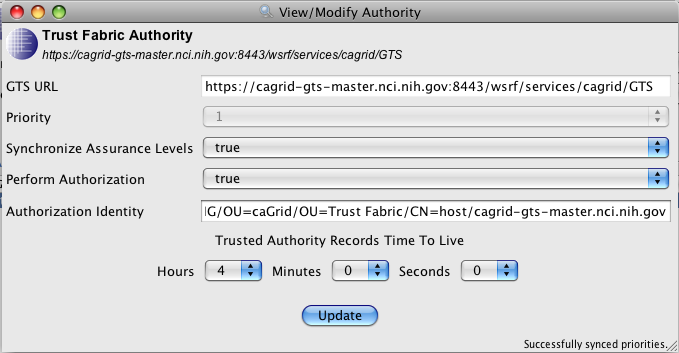 View/Modify Authority
Trust Fabric Authority
https://cagrid-gts-master.nci.nih.gov:8443/wsrf/services/cagrid/GTS
GTS URL https://cagrid-gts-master.nci.nih.gov:8443/wsrf/services/cagrid/GTS
Priority 1
Synchronize Assurance Levels true
Perform Authorization true
Authorization Identity IG/OU=caGrid/OU=Trust Fabric/CN=host/cagrid-gts-master.nci.nih.gov
Trusted Authority Records Time To Live
Hours 4 Minutes 0 Seconds 0
Update
Successfully synced priorities.